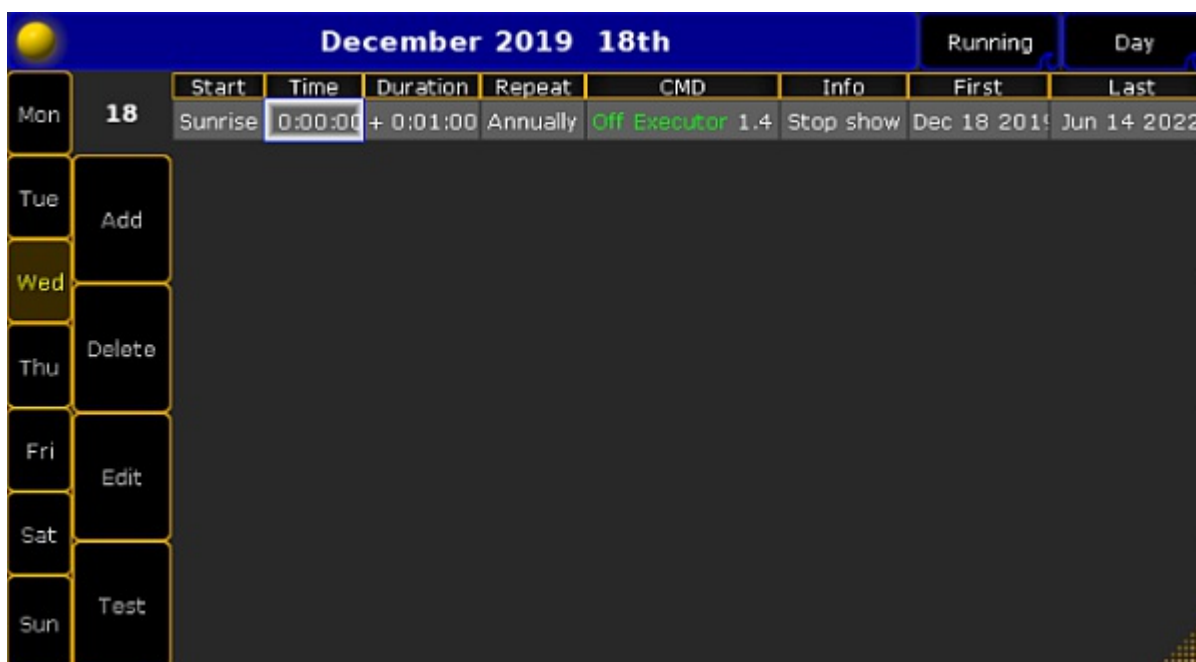 December 2019 18th Running Day
Mon 18 Start Time Duration Repeat CMD Info First Last
Sunrise 0:00:00 + 0:01:00 Annually Off Executor 1.4 Stop show Dec 18 201 Jun 14 2022
Tue Add
Wed
Thu Delete
Fri Edit
Sat
Sun Test